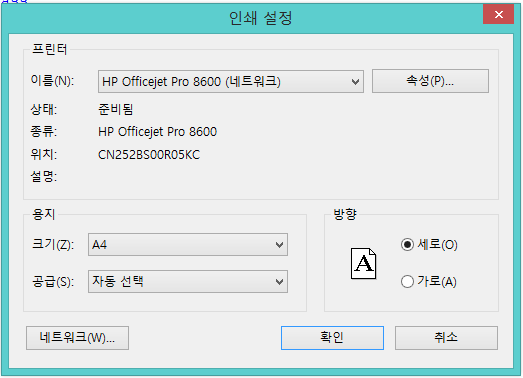 인쇄 설정
프린터
이름(N): HP Officejet Pro 8600 (네트워크) 속성(P)...
상태: 준비됨
종류: HP Officejet Pro 8600
위치: CN252BS00R05KC
설명:
용지
크기(Z): A4
공급(S): 자동 선택
방향
A
세로(O)
가로(A)
네트워크(W)... 확인 취소